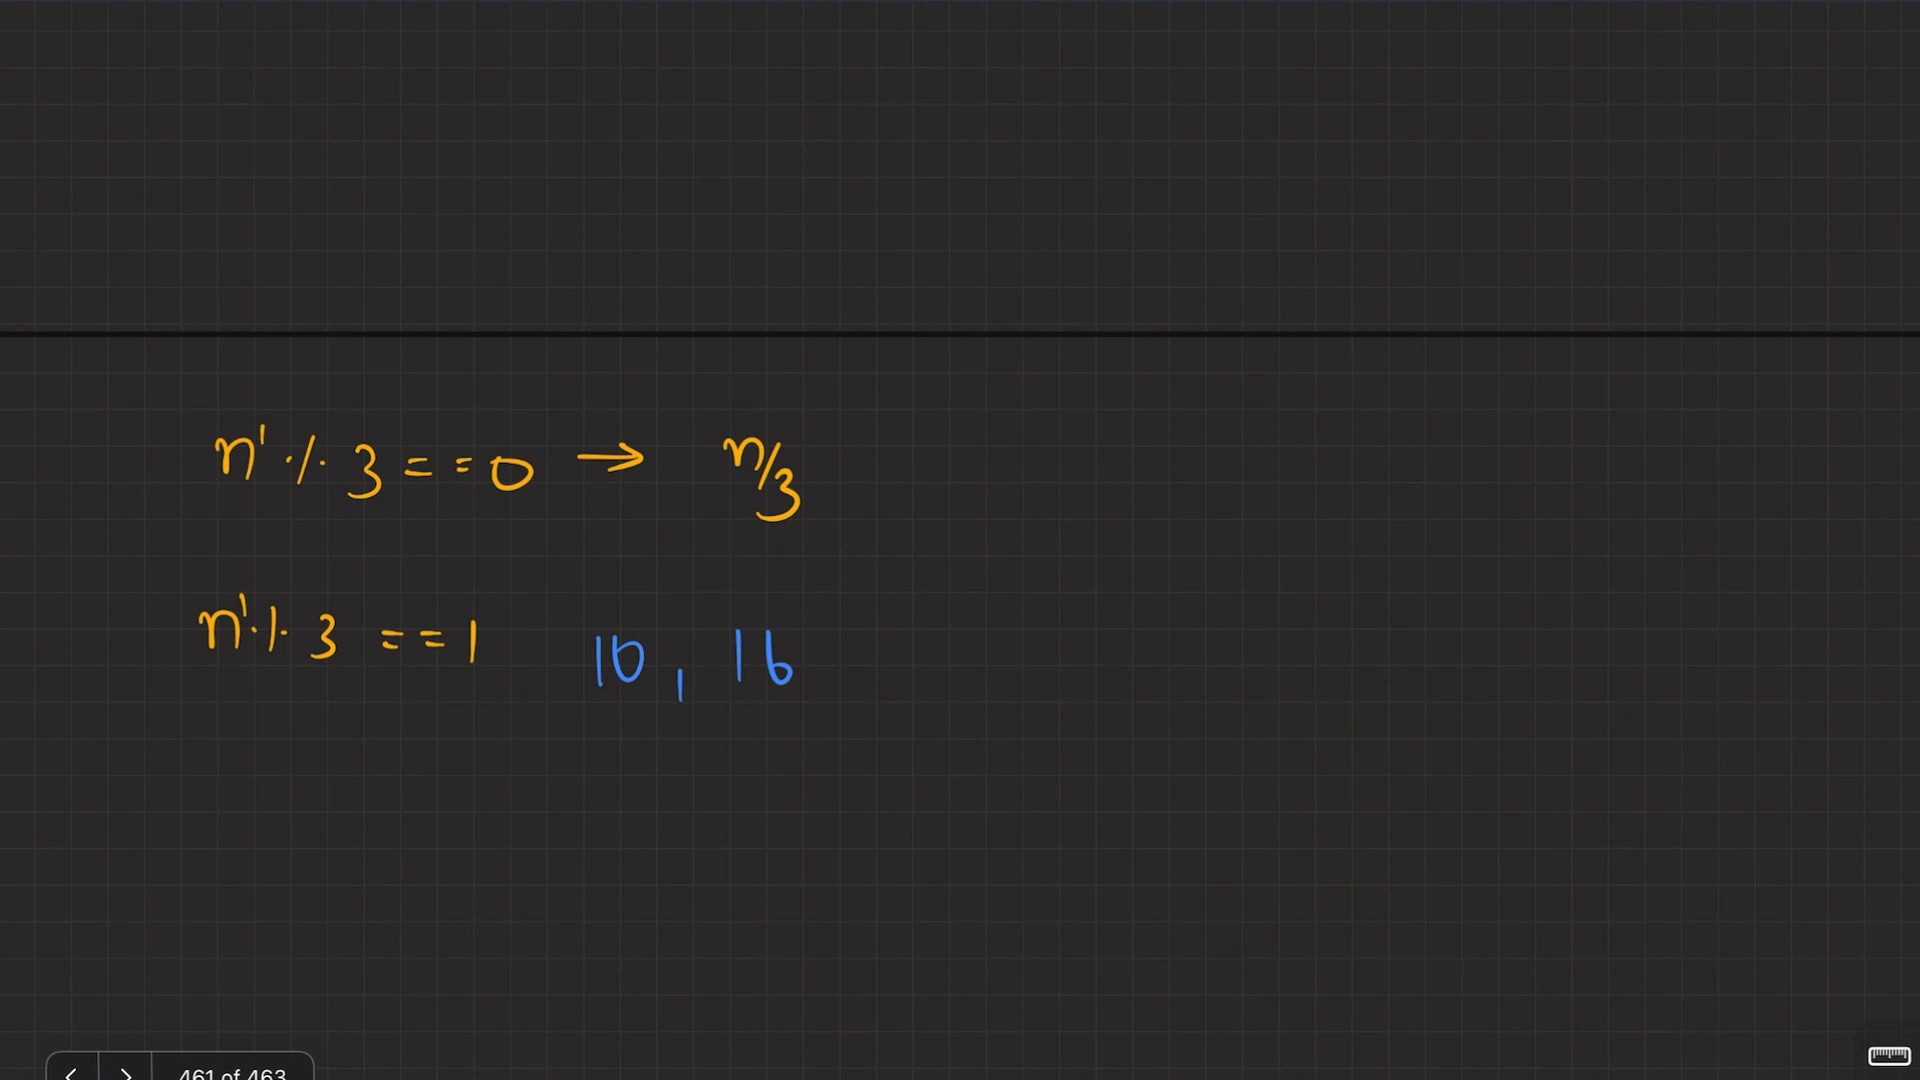 n' % 3 = = 0 → n/3
n' % 3 = = 1 10, 16
461 of 463